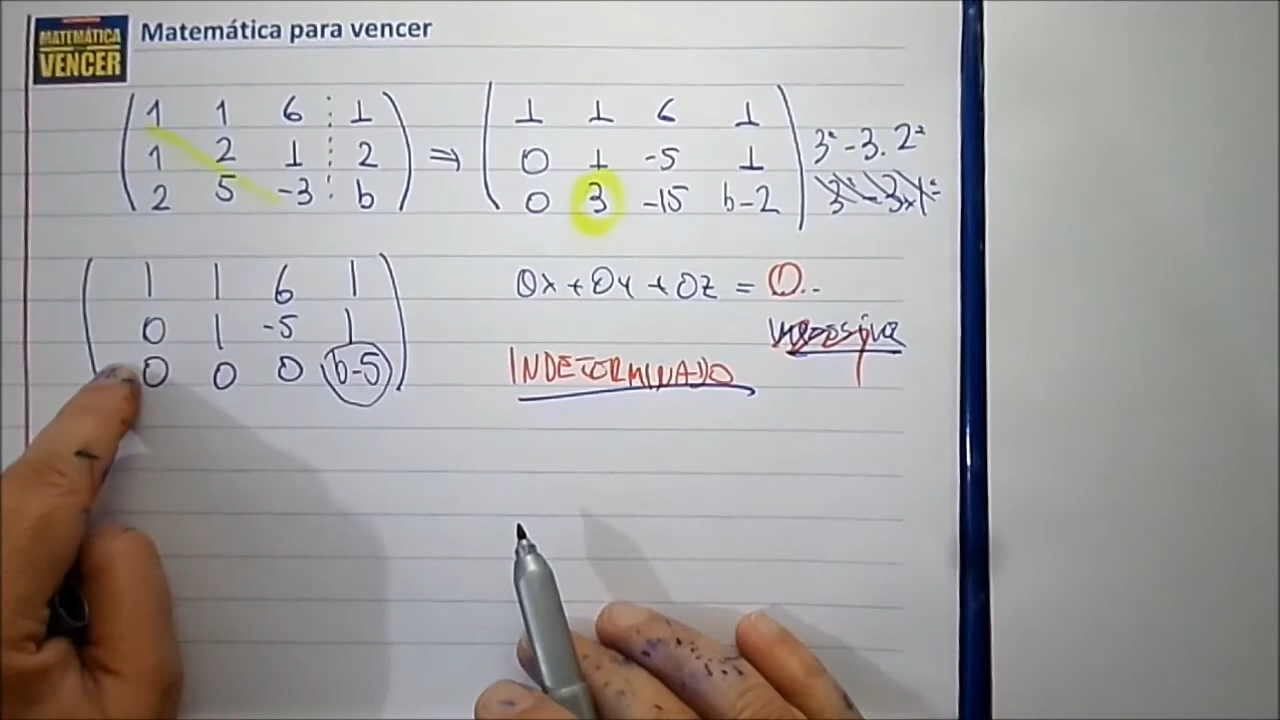 MATEMÁTICA
VENCER
Matemática para vencer
1 1 6 1
1 2 1 2
2 5 -3 b
⇒
1 1 6 1
0 1 -5 1
0 3 -15 b-2
3ª - 3. 2ª
1 1 6 1
0 1 -5 1
0 0 0 b-5
0x + 0y + 0z = 0..
INDETERMINADO